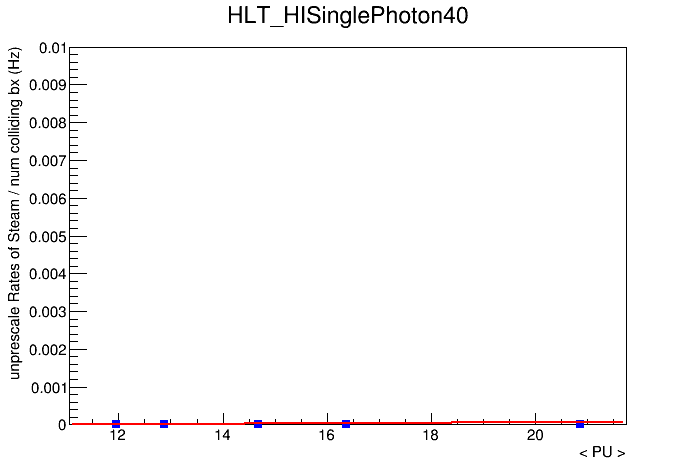 HLT_HISinglePhoton40
unprescale Rates of Steam / num colliding bx (Hz)
0.01
0.009
0.008
0.007
0.006
0.005
0.004
0.003
0.002
0.001
0
12 14 16 18 20
< PU >